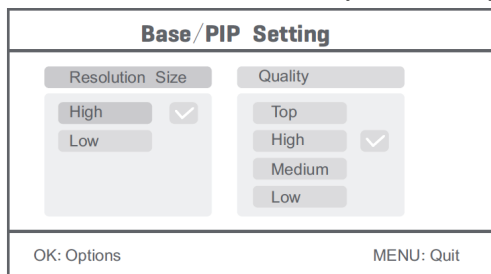 Base/PIP Setting
Resolution Size
High
Low
Quality
Top
High
Medium
Low
OK: Options
MENU: Quit